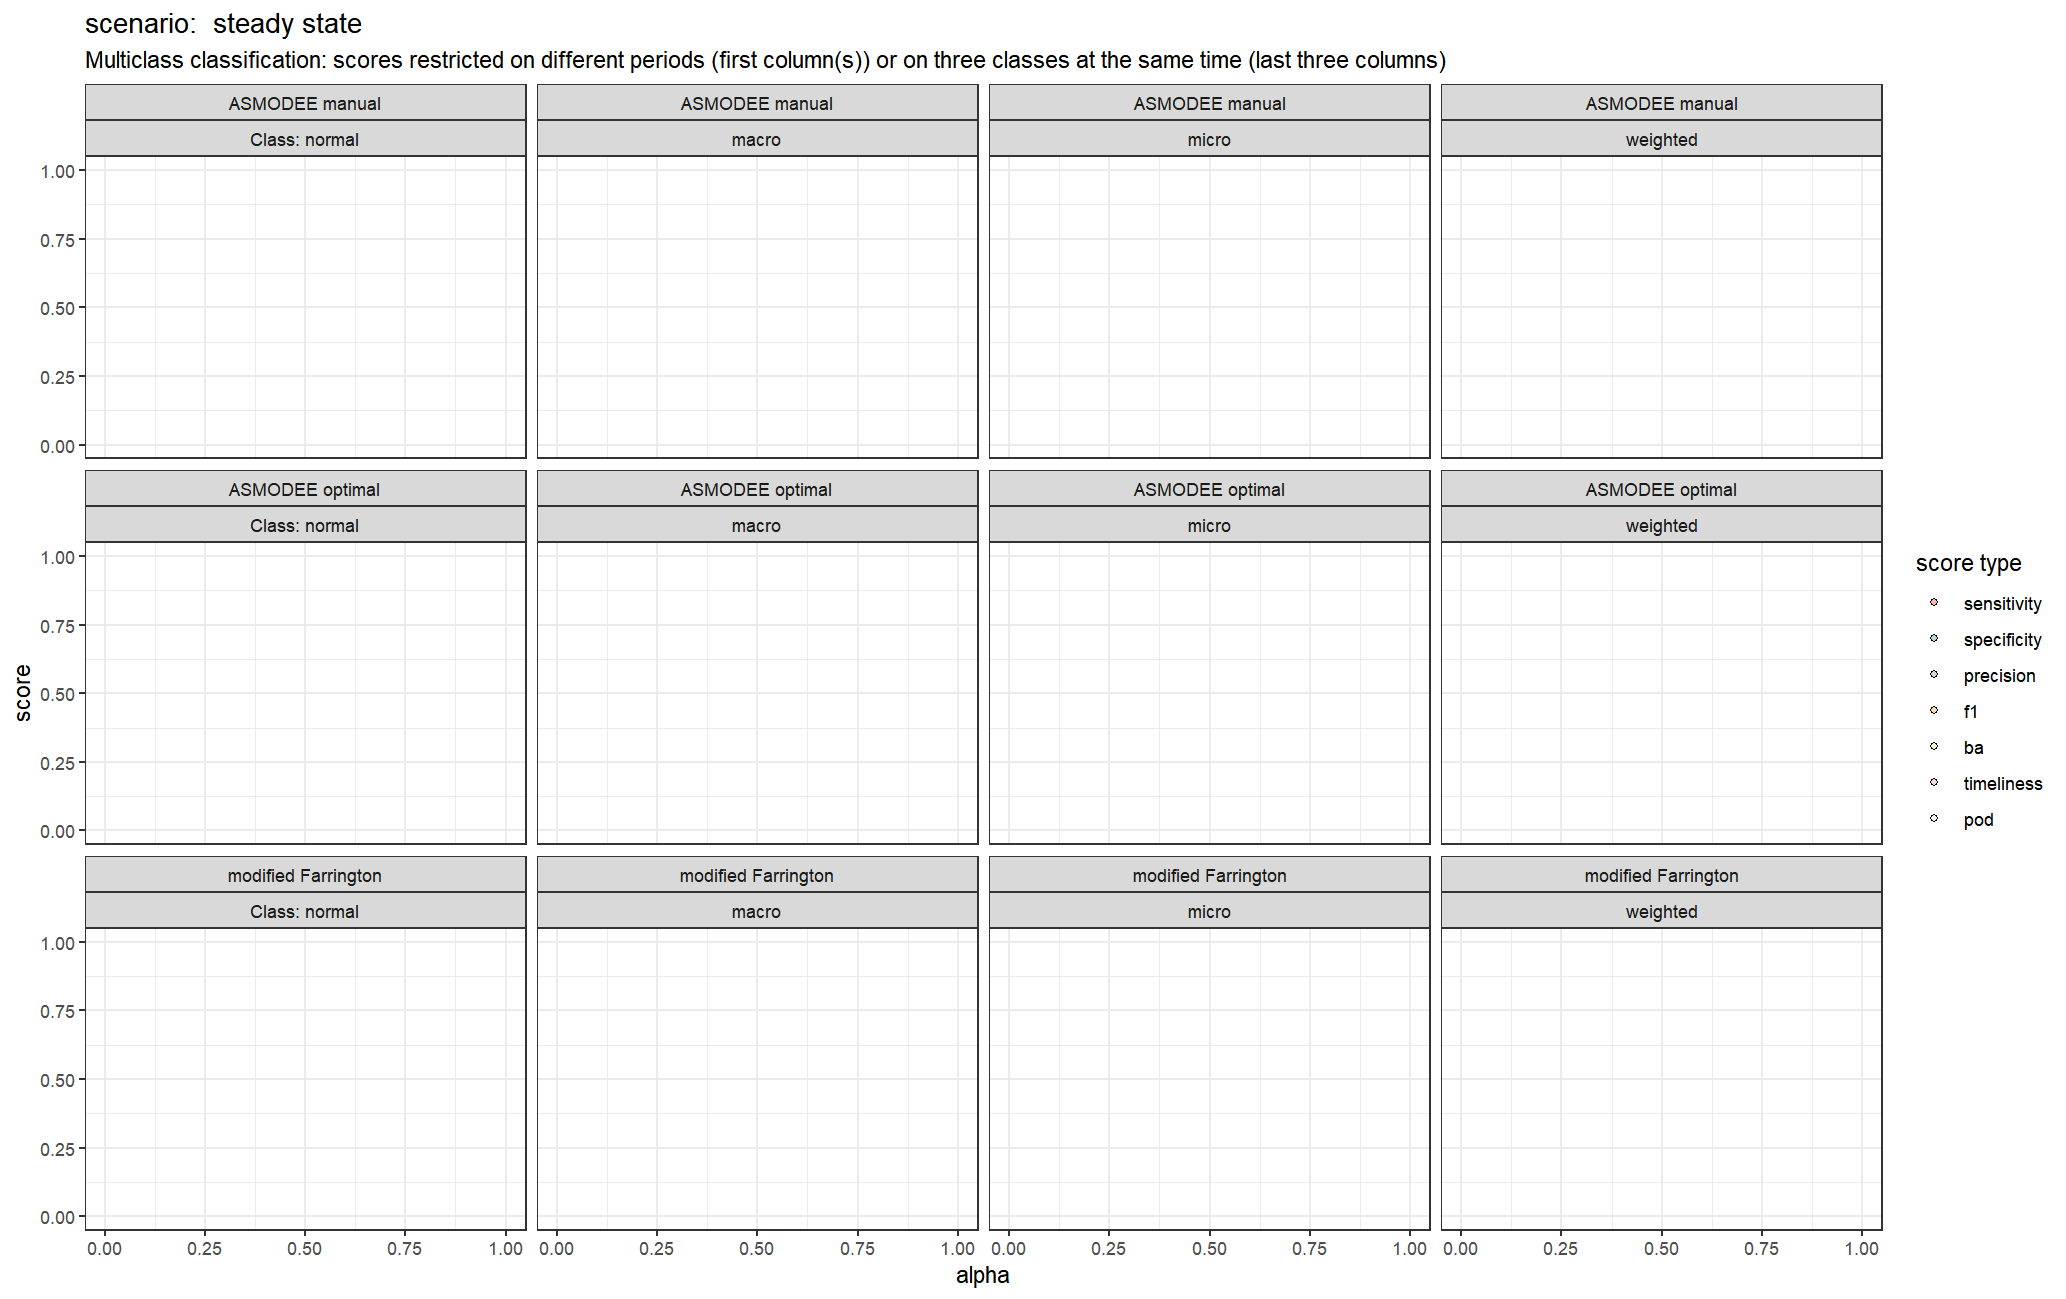 scenario:  steady state
Multiclass classification: scores restricted on different periods (first column(s)) or on three classes at the same time (last three columns)
ASMODEE manual ASMODEE manual ASMODEE manual ASMODEE manual
Class: normal macro micro weighted
1.00
0.75
0.50
0.25
0.00
ASMODEE optimal ASMODEE optimal ASMODEE optimal ASMODEE optimal
Class: normal macro micro weighted
1.00
0.75
0.50
0.25
0.00
modified Farrington modified Farrington modified Farrington modified Farrington
Class: normal macro micro weighted
1.00
0.75
0.50
0.25
0.00
0.00 0.25 0.50 0.75 1.00 0.00 0.25 0.50 0.75 1.00 0.00 0.25 0.50 0.75 1.00 0.00 0.25 0.50 0.75 1.00
alpha
score
score type
sensitivity
specificity
precision
f1
ba
timeliness
pod